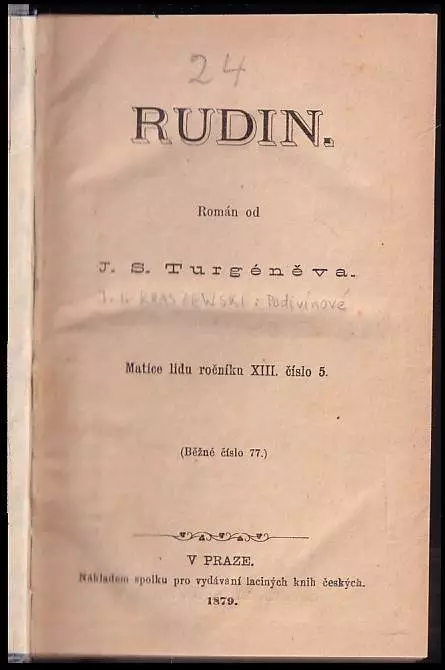 24
RUDIN.
Román od
J. S. Turgéněva.
J. I. KRASZEWSKI: Podivínové
Matice lidu ročníku XIII. číslo 5.
(Běžné číslo 77.)
V PRAZE.
Nákladem spolku pro vydávání laciných knih českých.
1879.